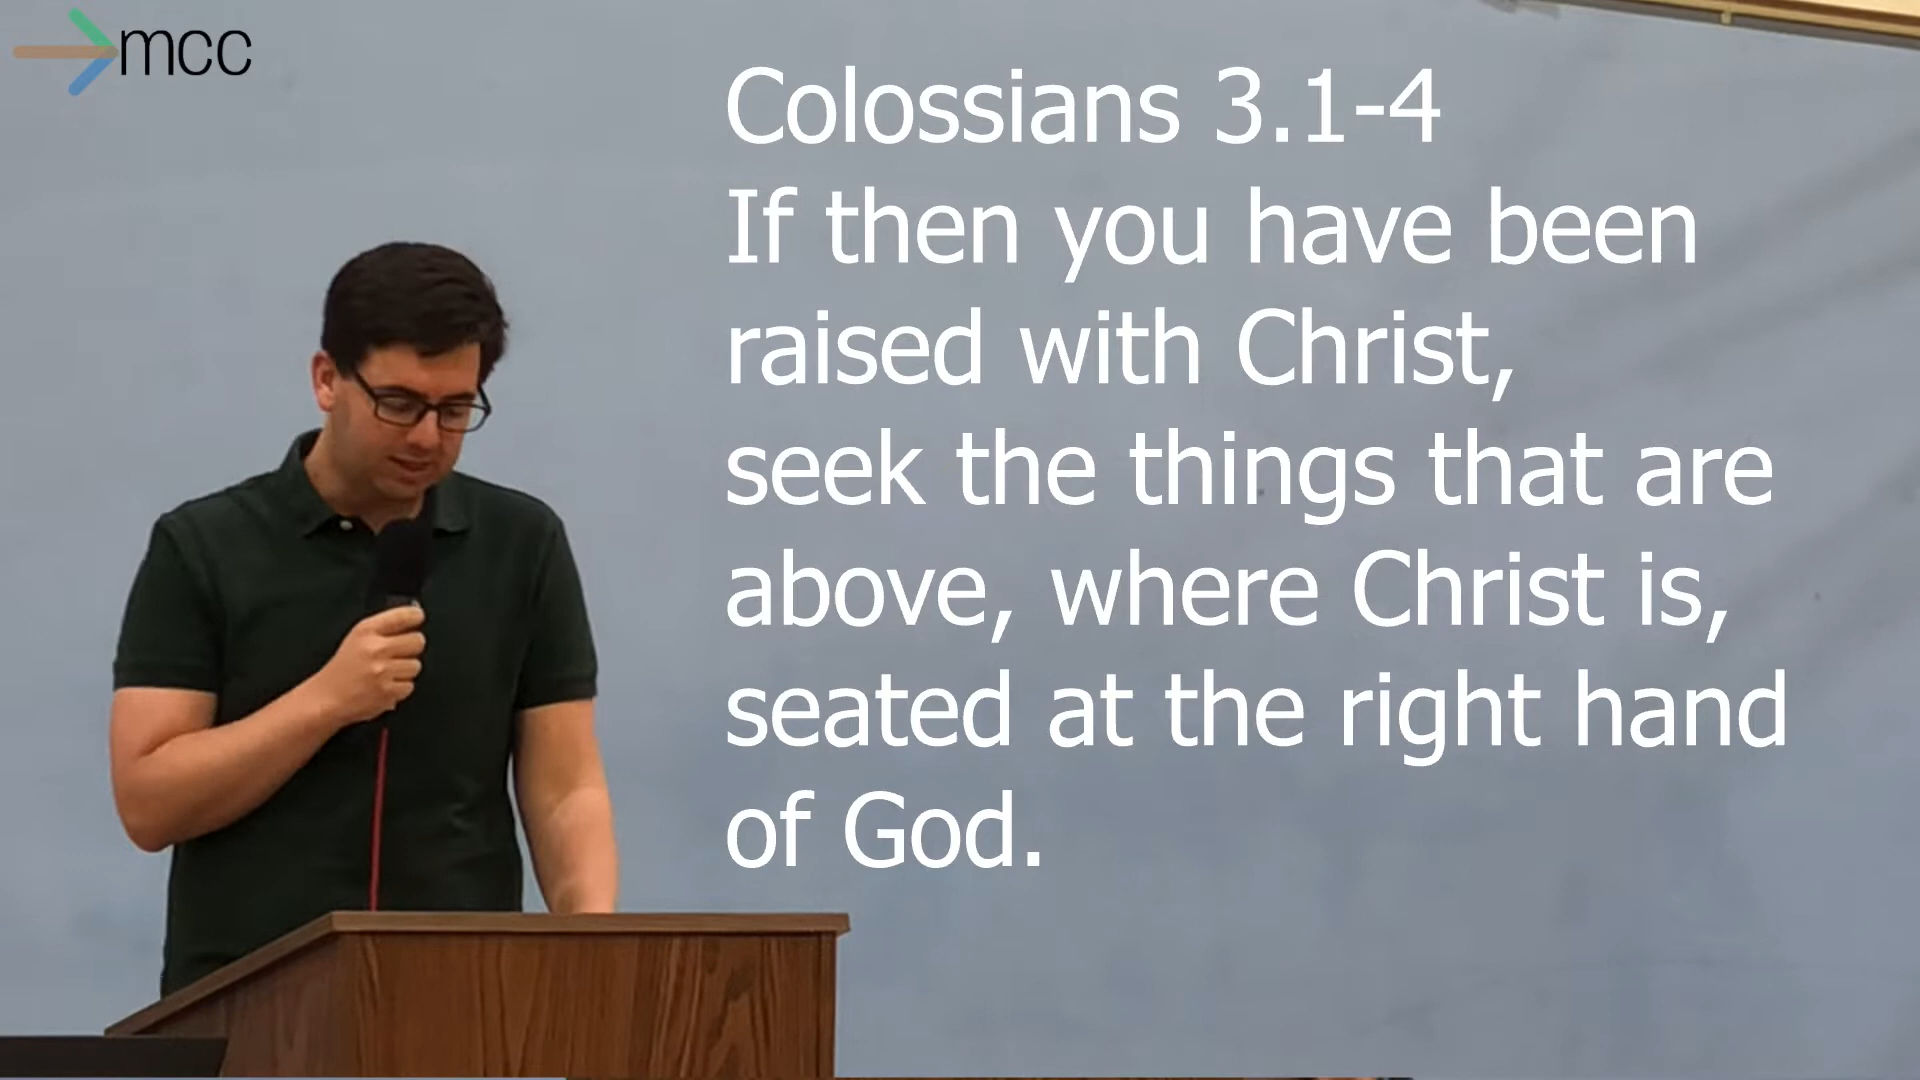 mcc
Colossians 3.1-4
If then you have been
raised with Christ,
seek the things that are
above, where Christ is,
seated at the right hand
of God.